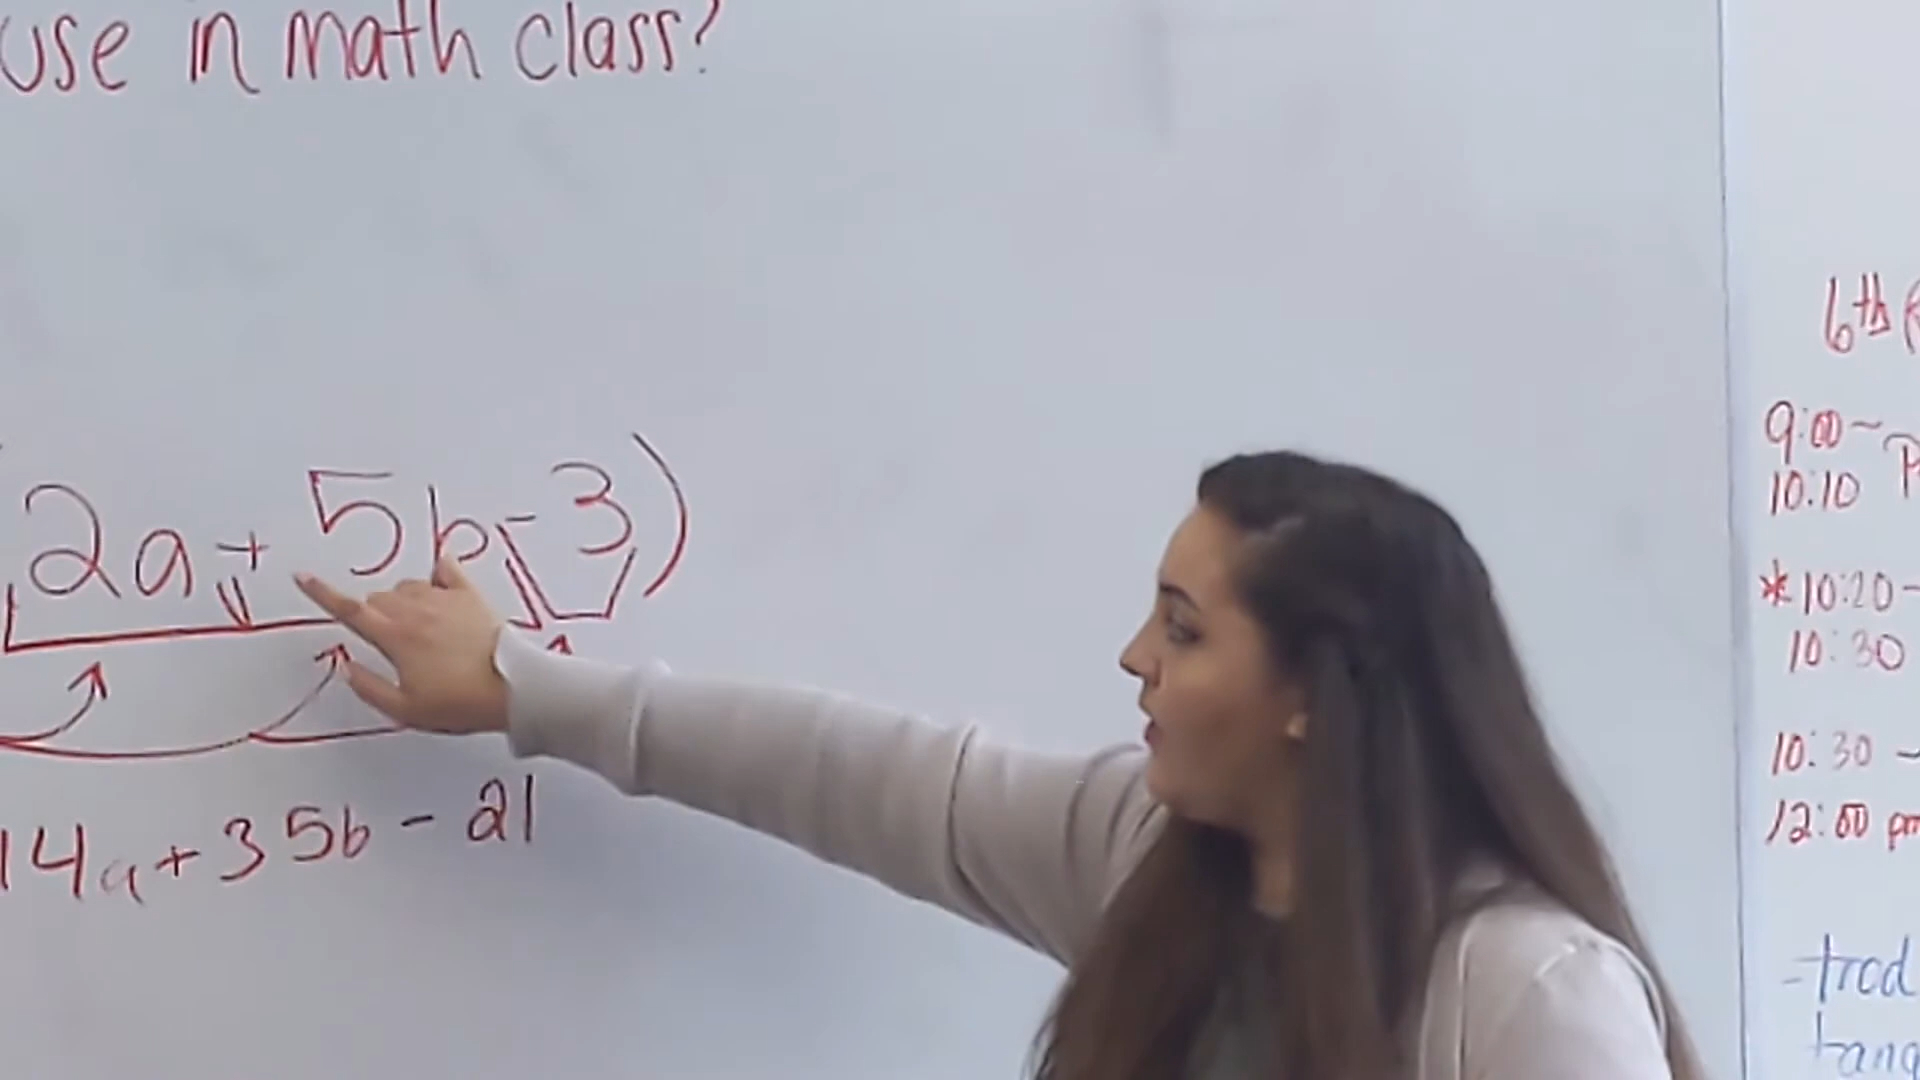 use in math class?
2a + 5b - 3)
14a + 35b - 21
6th
9:00~
10:10
*10:20-
10:30
10:30 -
12:00 pm